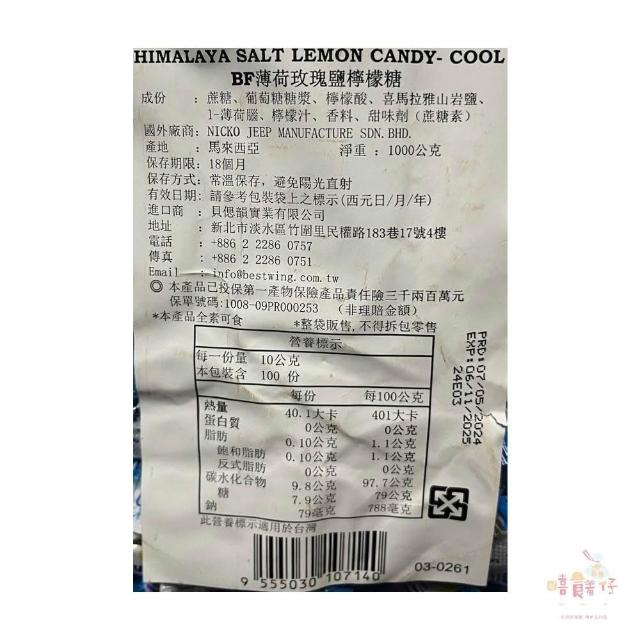 HIMALAYA SALT LEMON CANDY- COOL
BF薄荷玫瑰鹽檸檬糖
成份 : 蔗糖、葡萄糖糖漿、檸檬酸、喜馬拉雅山岩鹽、
l-薄荷腦、檸檬汁、香料、甜味劑（蔗糖素）
國外廠商: NICKO JEEP MANUFACTURE SDN. BHD.
產地 : 馬來西亞 淨重 : 1000公克
保存期限: 18個月
保存方式: 常溫保存, 避免陽光直射
有效日期: 請參考包裝袋上之標示(西元日/月/年)
進口商 : 貝偲韻實業有限公司
地址 : 新北市淡水區竹圍里民權路183巷17號4樓
電話 : +886 2 2286 0757
傳真 : +886 2 2286 0751
Email : info@bestwing.com.tw
◎ 本產品已投保第一產物保險產品責任險三千兩百萬元
保單號碼:1008-09PR000253 (非理賠金額)
*本產品全素可食 *整袋販售, 不得拆包零售
營養標示
每一份量 10公克
本包裝含 100 份
每份 每100公克
熱量 40.1大卡 401大卡
蛋白質 0公克 0公克
脂肪 0.10公克 1.1公克
飽和脂肪 0.10公克 1.1公克
反式脂肪 0公克 0公克
碳水化合物 9.8公克 97.7公克
糖 7.9公克 79公克
鈉 79毫克 788毫克
此營養標示適用於台灣
PRD:07/05/2024
EXP:06/11/2025
24E03
9 555030 107140
03-0261